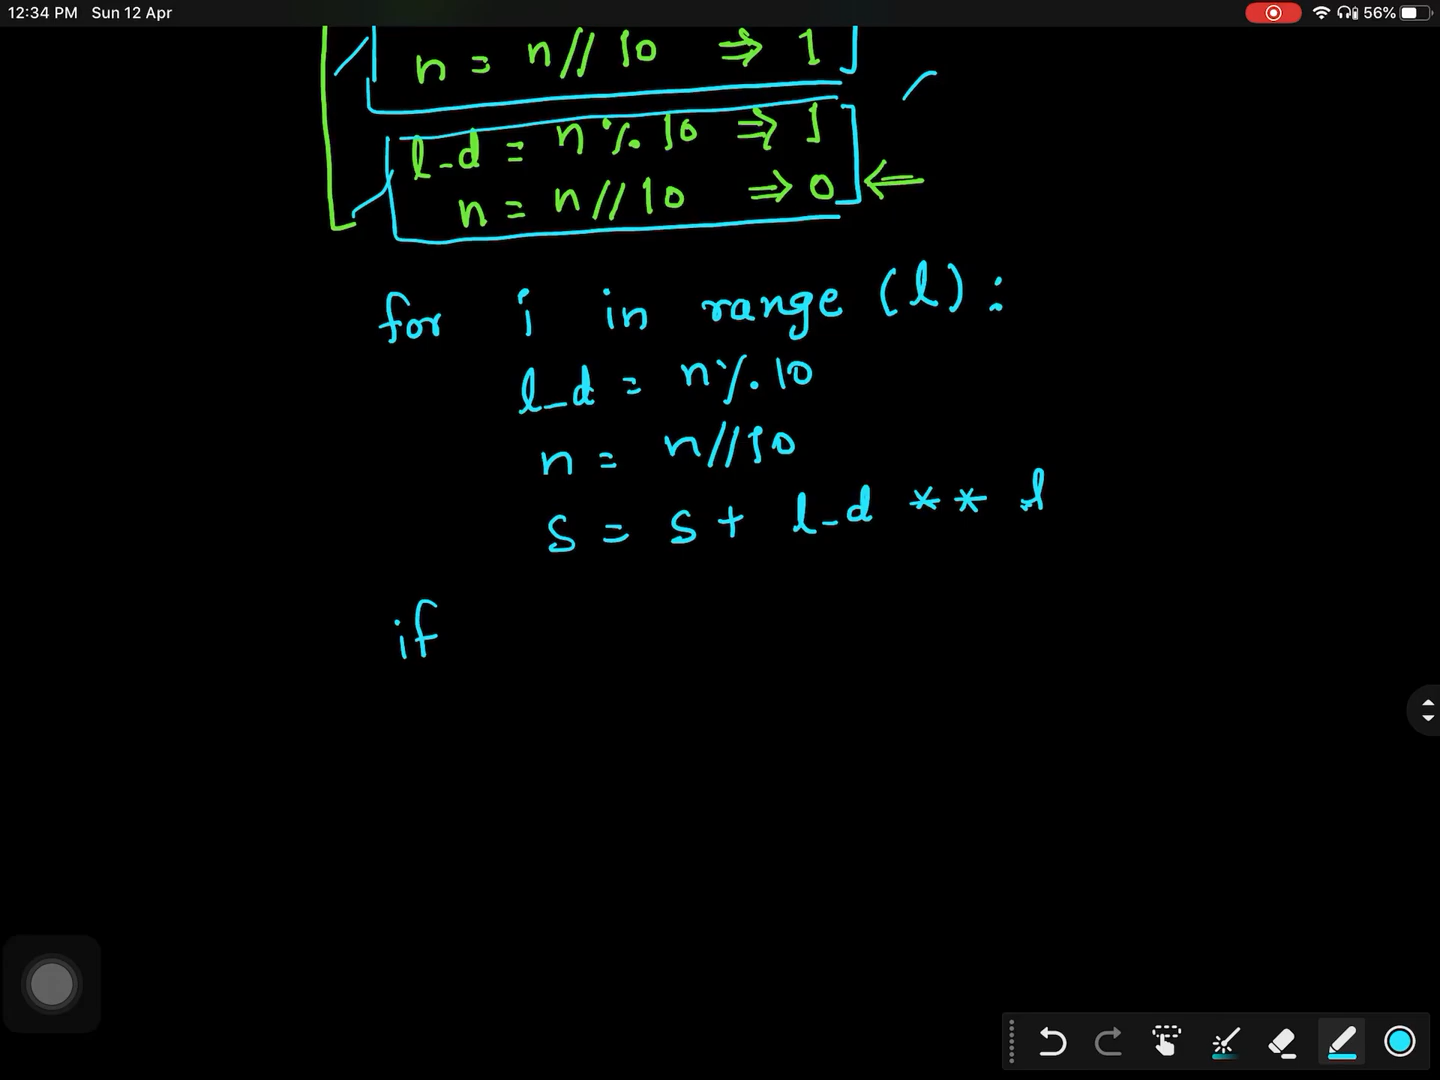 12:34 PM Sun 12 Apr 56%
n = n // 10 ⇒ 1
l_d = n % 10 ⇒ 1
n = n // 10 ⇒ 0
for i in range (l) :
l_d = n % 10
n = n // 10
s = s + l_d ** l
if